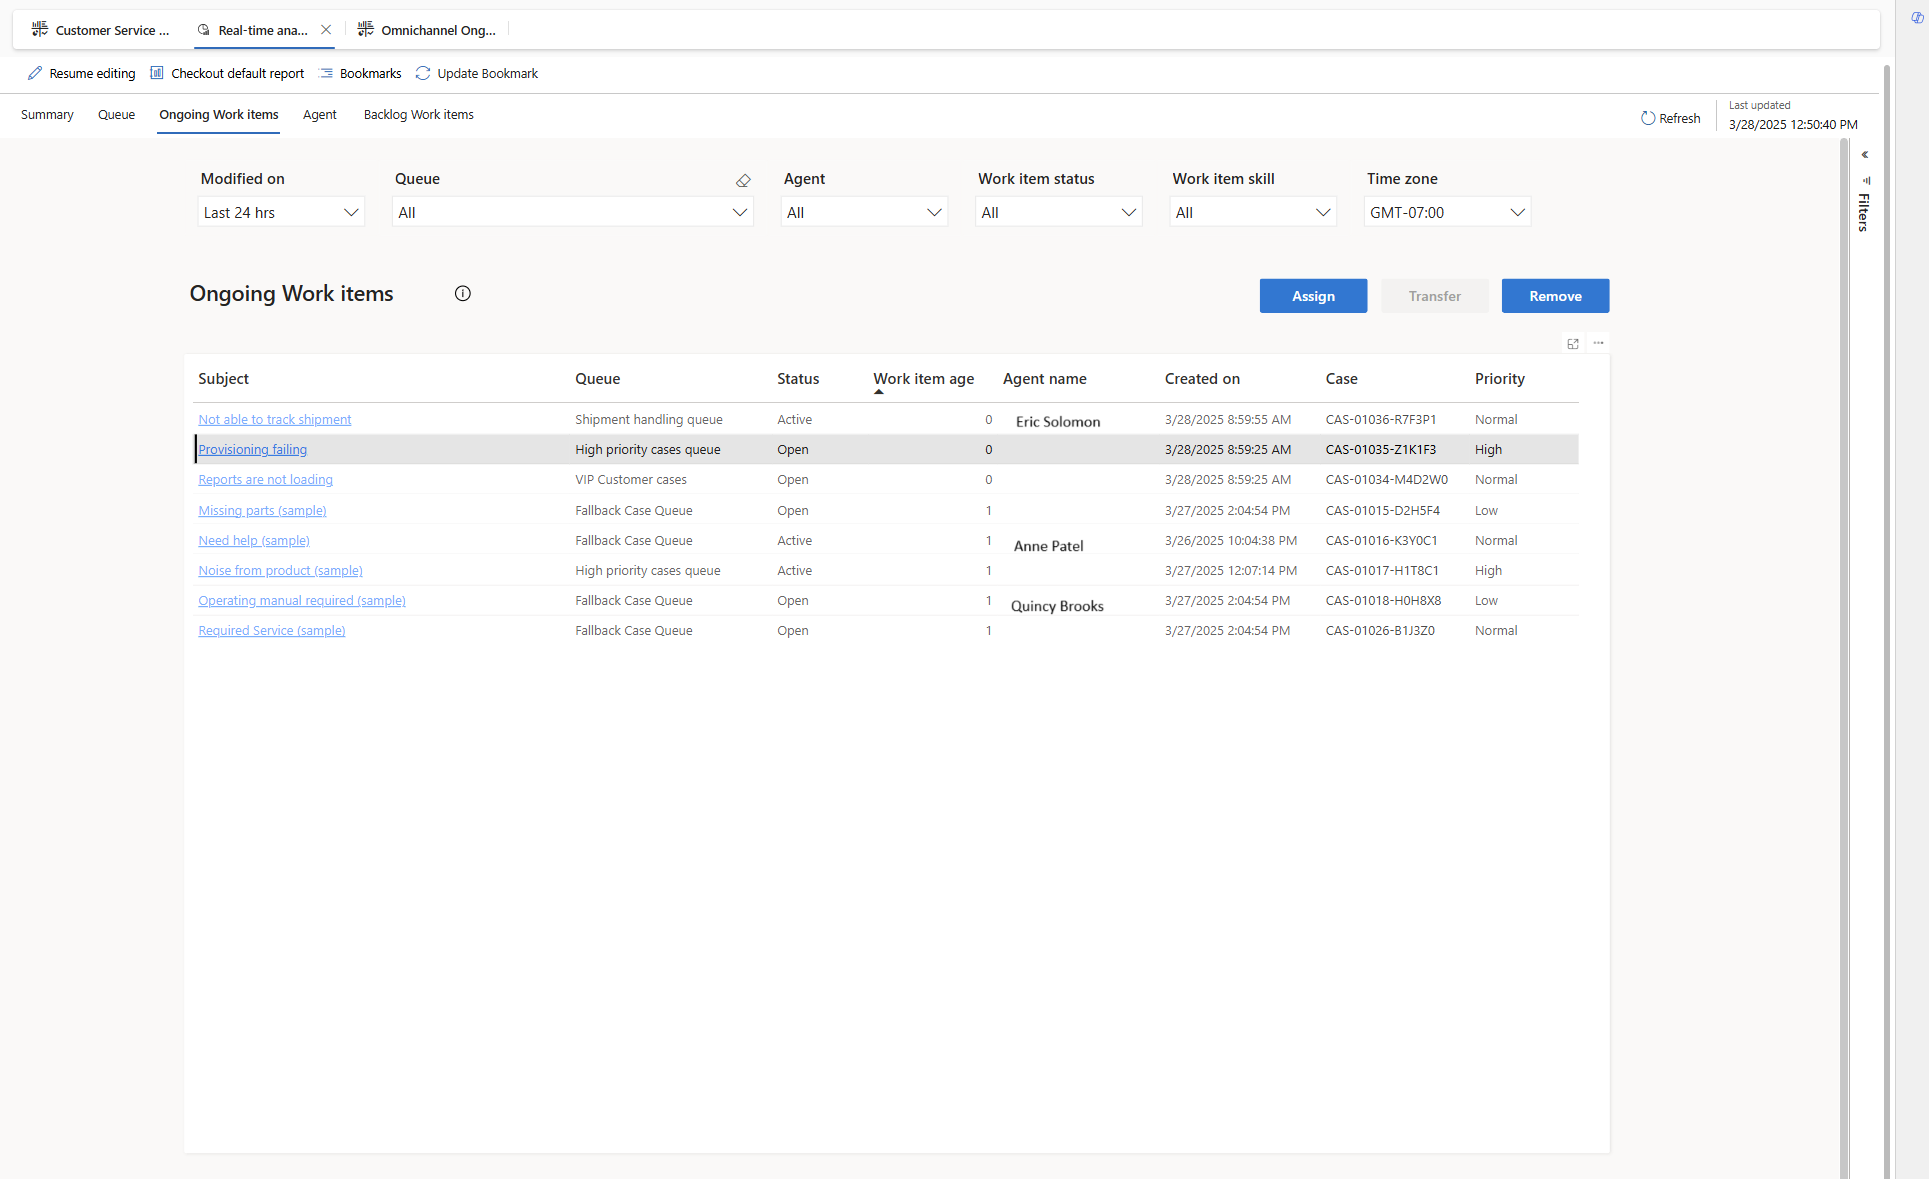 Customer Service ... Real-time ana... Omnichannel Ong...
Resume editing Checkout default report Bookmarks Update Bookmark
Summary Queue Ongoing Work items Agent Backlog Work items
Refresh
Last updated
3/28/2025 12:50:40 PM
Filters
Modified on Queue Agent Work item status Work item skill Time zone
Last 24 hrs All All All All GMT-07:00
Ongoing Work items
Assign Transfer Remove
Subject Queue Status Work item age Agent name Created on Case Priority
Not able to track shipment Shipment handling queue Active 0 Eric Solomon 3/28/2025 8:59:55 AM CAS-01036-R7F3P1 Normal
Provisioning failing High priority cases queue Open 0 3/28/2025 8:59:25 AM CAS-01035-Z1K1F3 High
Reports are not loading VIP Customer cases Open 0 3/28/2025 8:59:25 AM CAS-01034-M4D2W0 Normal
Missing parts (sample) Fallback Case Queue Open 1 3/27/2025 2:04:54 PM CAS-01015-D2H5F4 Low
Need help (sample) Fallback Case Queue Active 1 Anne Patel 3/26/2025 10:04:38 PM CAS-01016-K3Y0C1 Normal
Noise from product (sample) High priority cases queue Active 1 3/27/2025 12:07:14 PM CAS-01017-H1T8C1 High
Operating manual required (sample) Fallback Case Queue Open 1 Quincy Brooks 3/27/2025 2:04:54 PM CAS-01018-H0H8X8 Low
Required Service (sample) Fallback Case Queue Open 1 3/27/2025 2:04:54 PM CAS-01026-B1J3Z0 Normal